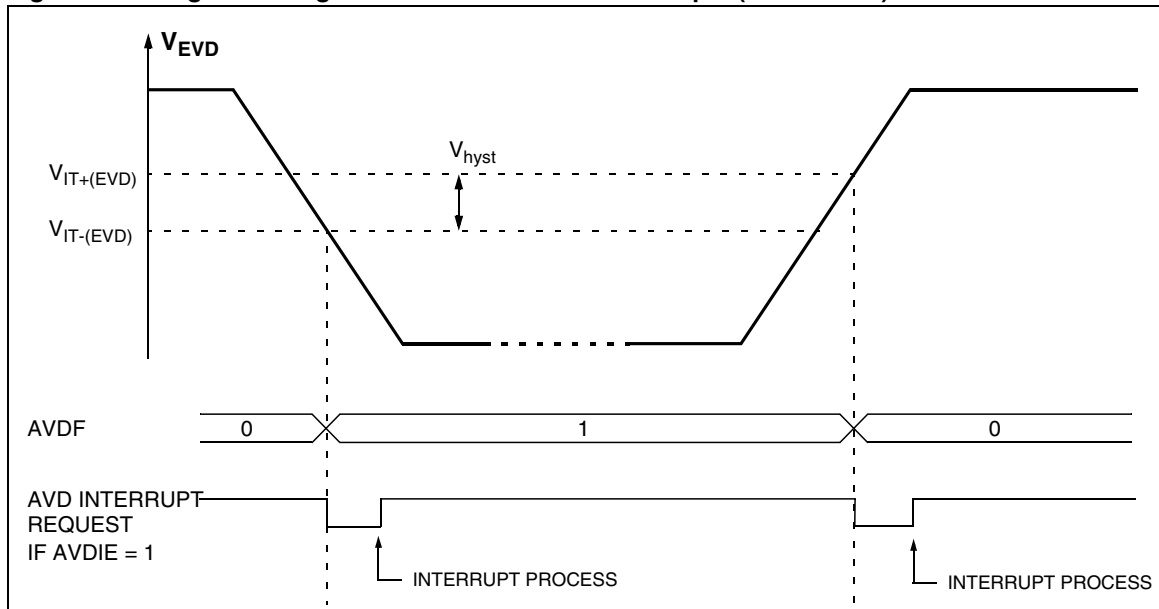 V_EVD
V_hyst
V_IT+(EVD)
V_IT-(EVD)
AVDF 0 1 0
AVD INTERRUPT
REQUEST
IF AVDIE = 1
INTERRUPT PROCESS INTERRUPT PROCESS